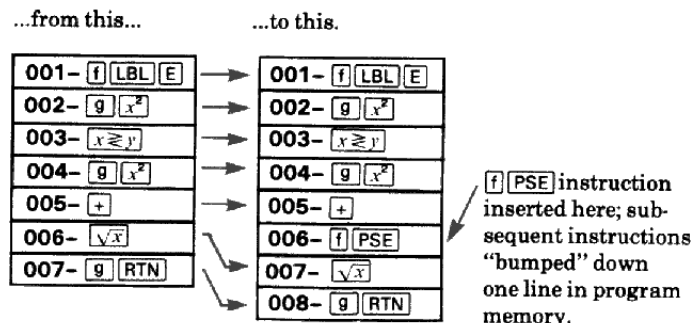 ...from this...
...to this.
001– f LBL E
002– g x²
003– x≷y
004– g x²
005– +
006– √x
007– g RTN
001– f LBL E
002– g x²
003– x≷y
004– g x²
005– +
006– f PSE
007– √x
008– g RTN
f PSE instruction
inserted here; sub-
sequent instructions
“bumped” down
one line in program
memory.